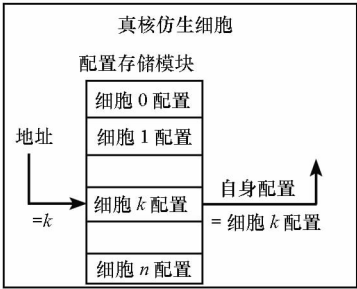 真核仿生细胞
配置存储模块
细胞 0 配置
细胞 1 配置
地址
=k
细胞 k 配置
自身配置
= 细胞 k 配置
细胞 n 配置